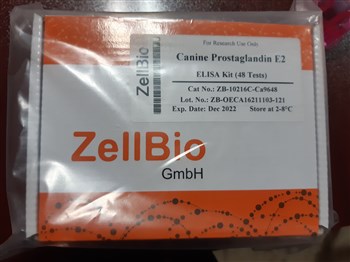 For Research Use Only
ZellBio
Canine Prostaglandin E2
ELISA Kit (48 Tests)
Cat No.: ZB-10216C-Ca9648
Lot. No.: ZB-OECA16211103-121
Exp. Date: Dec 2022 Store at 2-8°C
ZellBio
GmbH